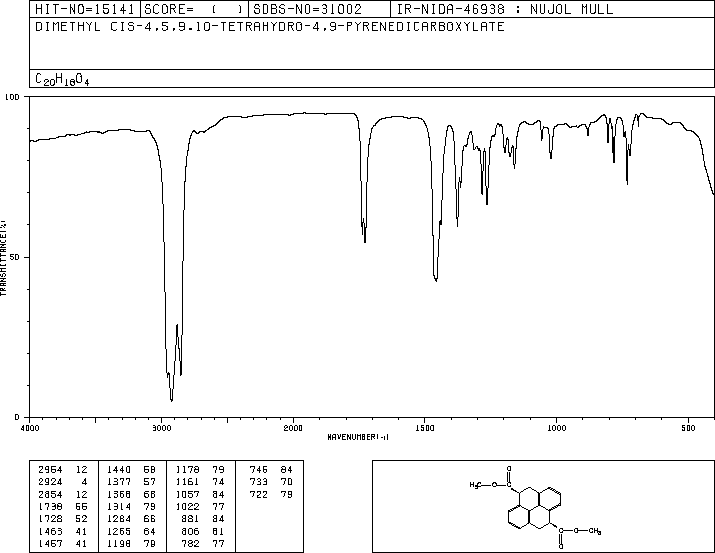 HIT-NO=15141 SCORE= ( ) SDBS-NO=31002 IR-NIDA-46938 : NUJOL MULL
DIMETHYL CIS-4,5,9,10-TETRAHYDRO-4,9-PYRENEDICARBOXYLATE
C20H18O4
100
50
0
TRANSMITTANCE(%)
4000 3000 2000 1500 1000 500
WAVENUMBER(-1)
2954 12 1440 58 1178 79 746 84
2924 4 1377 57 1161 74 733 70
2854 12 1368 68 1057 84 722 79
1738 55 1314 79 1022 77
1728 52 1284 66 881 84
1463 41 1265 64 806 81
1457 41 1198 79 782 77
O
H3C—O—C
C—O—CH3
O